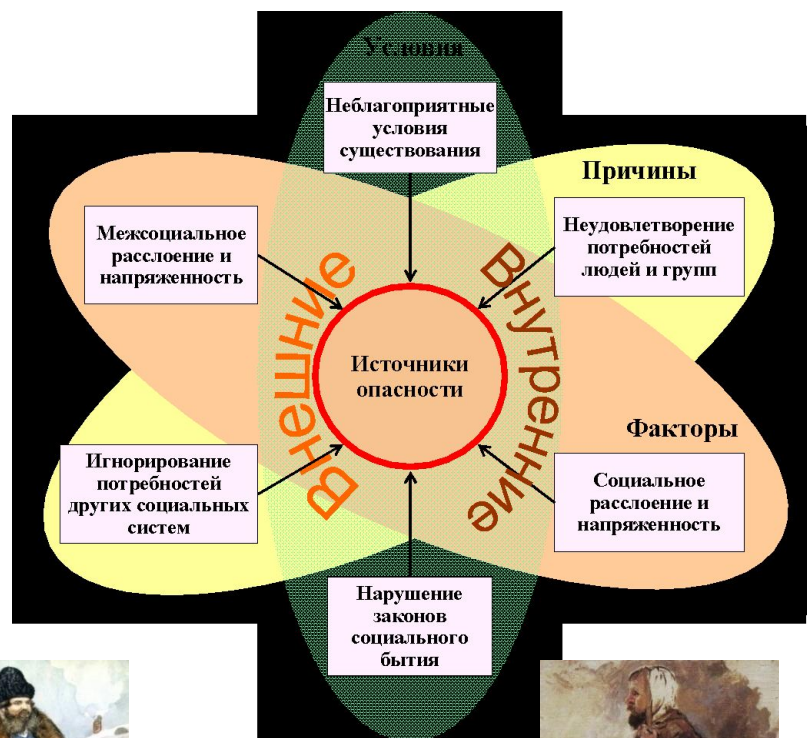 Условия
Неблагоприятные
условия
существования
Причины
Межсоциальное
расслоение и
напряженность
Неудовлетворение
потребностей
людей и групп
Внешние
Внутренние
Источники
опасности
Факторы
Игнорирование
потребностей
других социальных
систем
Социальное
расслоение и
напряженность
Нарушение
законов
социального
бытия